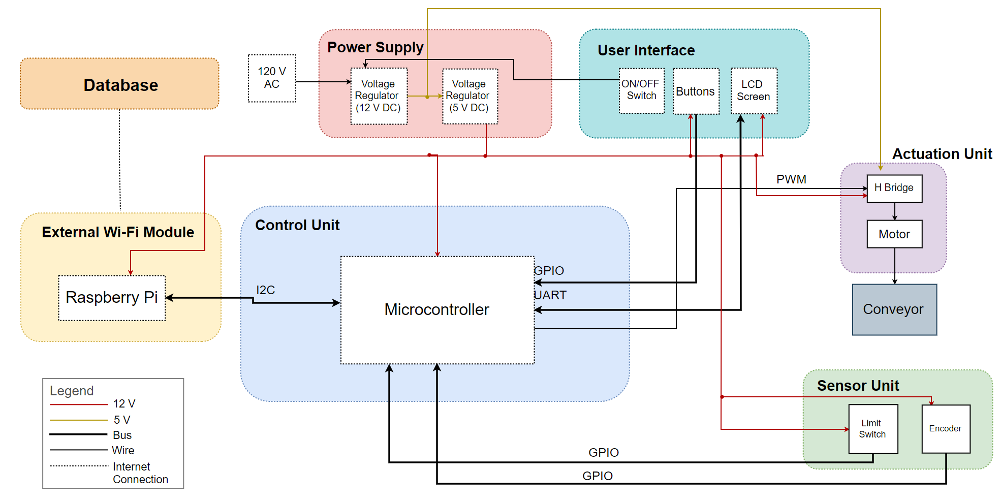 Power Supply
User Interface
Database
120 V
AC
Voltage
Regulator
(12 V DC)
Voltage
Regulator
(5 V DC)
ON/OFF
Switch
Buttons
LCD
Screen
Actuation Unit
PWM
H Bridge
Motor
Conveyor
External Wi-Fi Module
Raspberry Pi
Control Unit
I2C
Microcontroller
GPIO
UART
Sensor Unit
Limit
Switch
Encoder
GPIO
GPIO
Legend
12 V
5 V
Bus
Wire
Internet
Connection